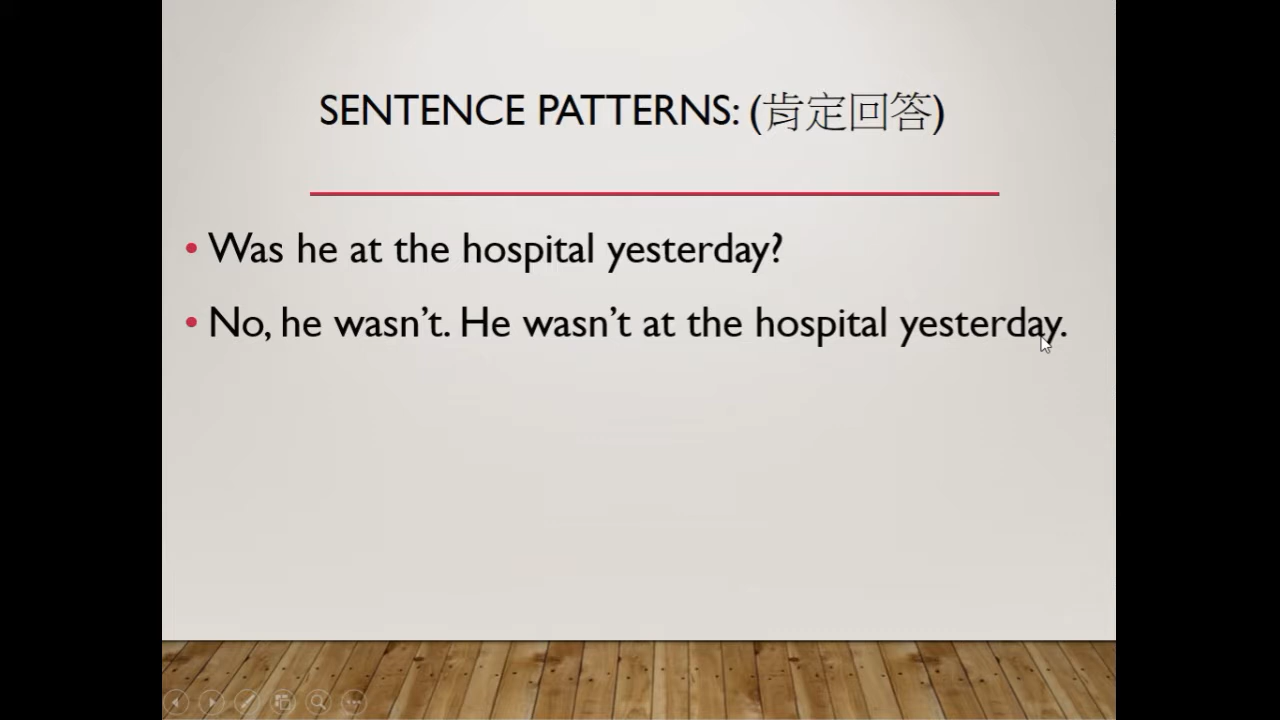 SENTENCE PATTERNS: (肯定回答)
• Was he at the hospital yesterday?
• No, he wasn’t. He wasn’t at the hospital yesterday.